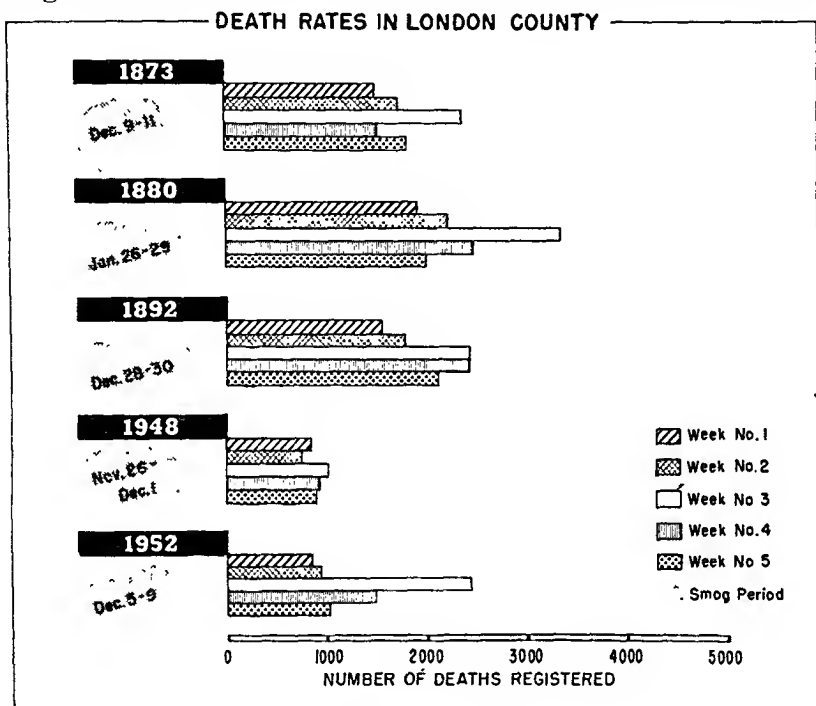 DEATH RATES IN LONDON COUNTY
1873
Dec. 9-11
1880
Jan. 26-29
1892
Dec. 28-30
1948
Nov. 26-
Dec. 1
1952
Dec. 5-9
Week No. 1
Week No. 2
Week No 3
Week No. 4
Week No 5
Smog Period
0 1000 2000 3000 4000 5000
NUMBER OF DEATHS REGISTERED